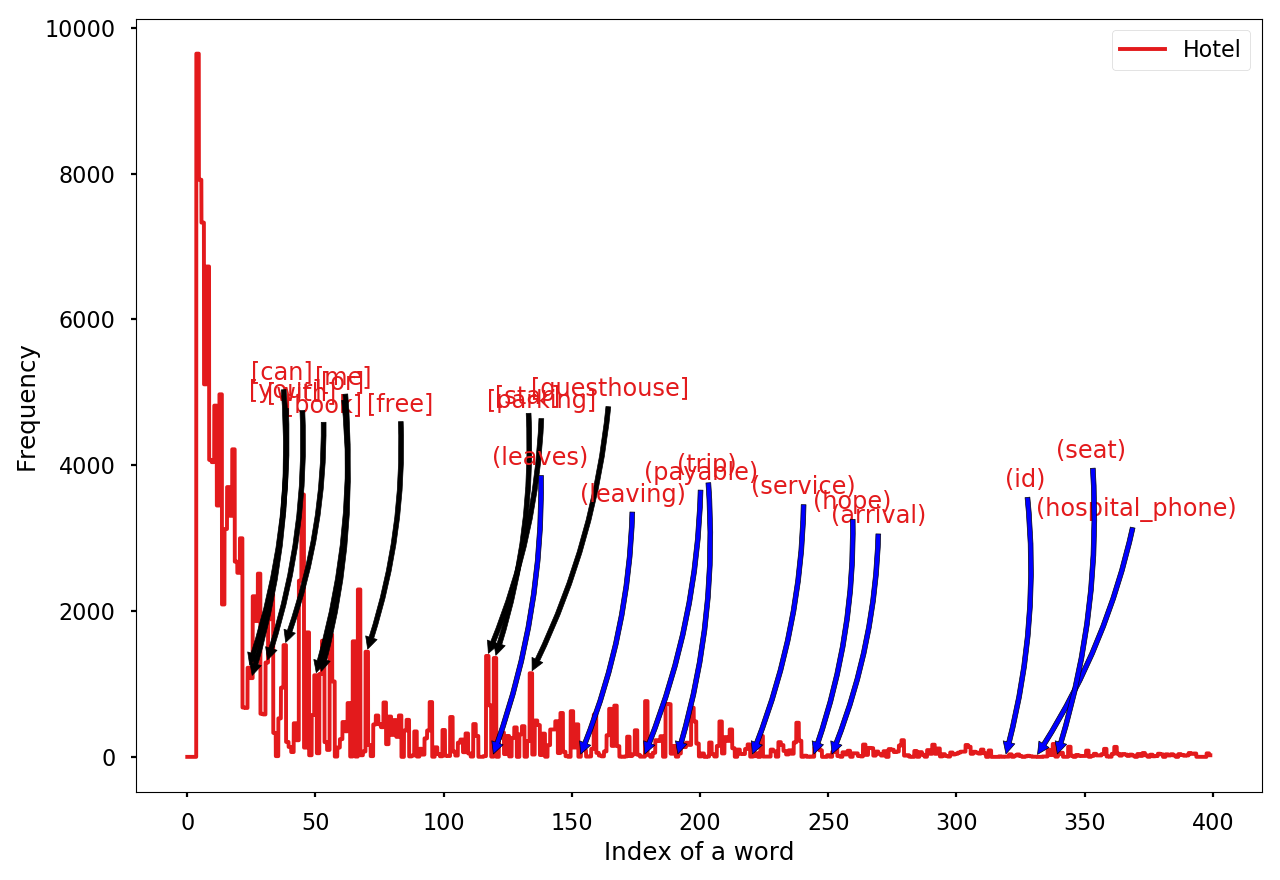 10000
Hotel
8000
6000
[can]
[me]
[pr]
[guesthouse]
[parking]
[book]
[free]
4000
(seat)
(leaves)
(trip)
(payable)
(id)
(service)
(leaving)
(hope)
(hospital_phone)
(arrival)
2000
0
0 50 100 150 200 250 300 350 400
Index of a word
Frequency